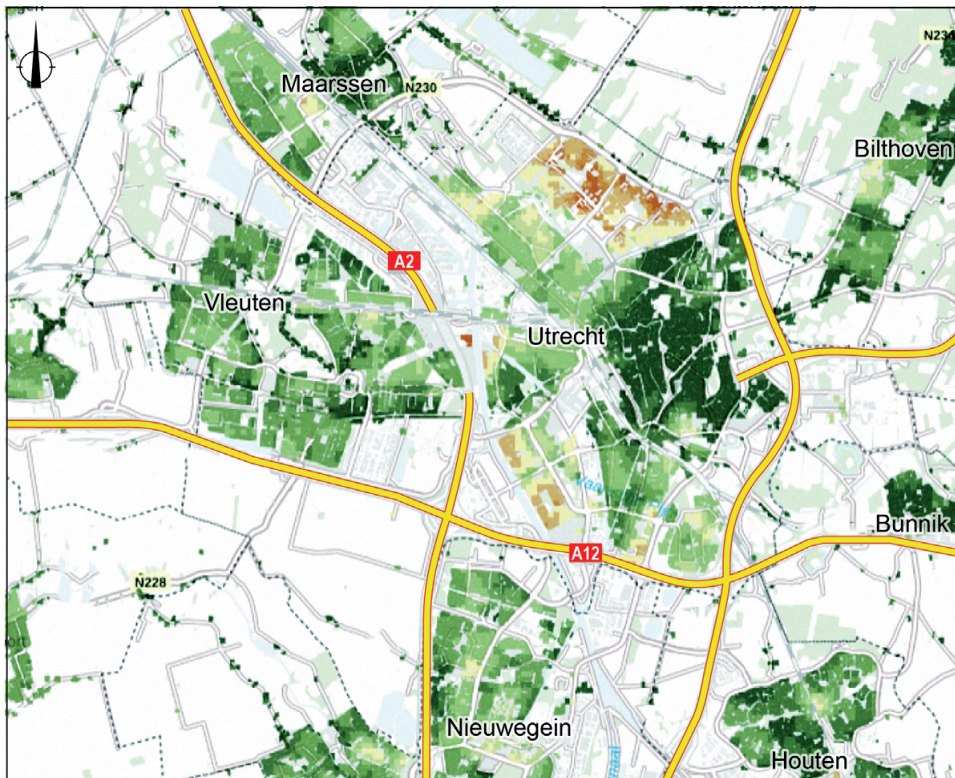 N234
Maarssen
N230
Bilthoven
A2
Vleuten
Utrecht
Bunnik
A12
N228
Nieuwegein
Houten